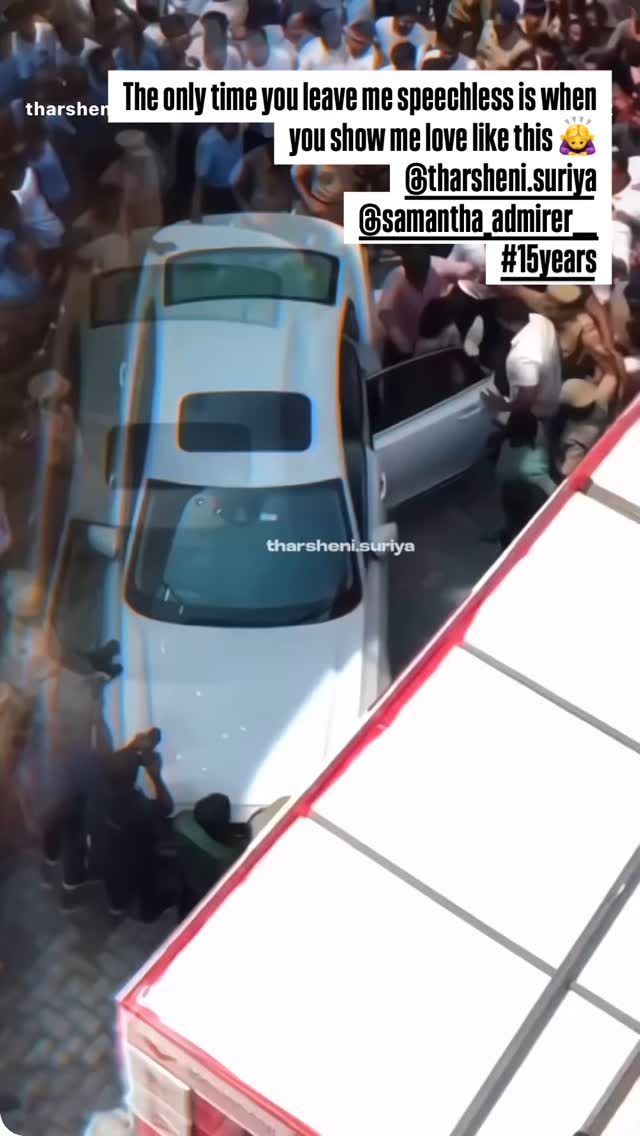 tharshen
The only time you leave me speechless is when
you show me love like this 🙇‍♀️
@tharsheni.suriya
@samantha_admirer__
#15years
tharsheni.suriya